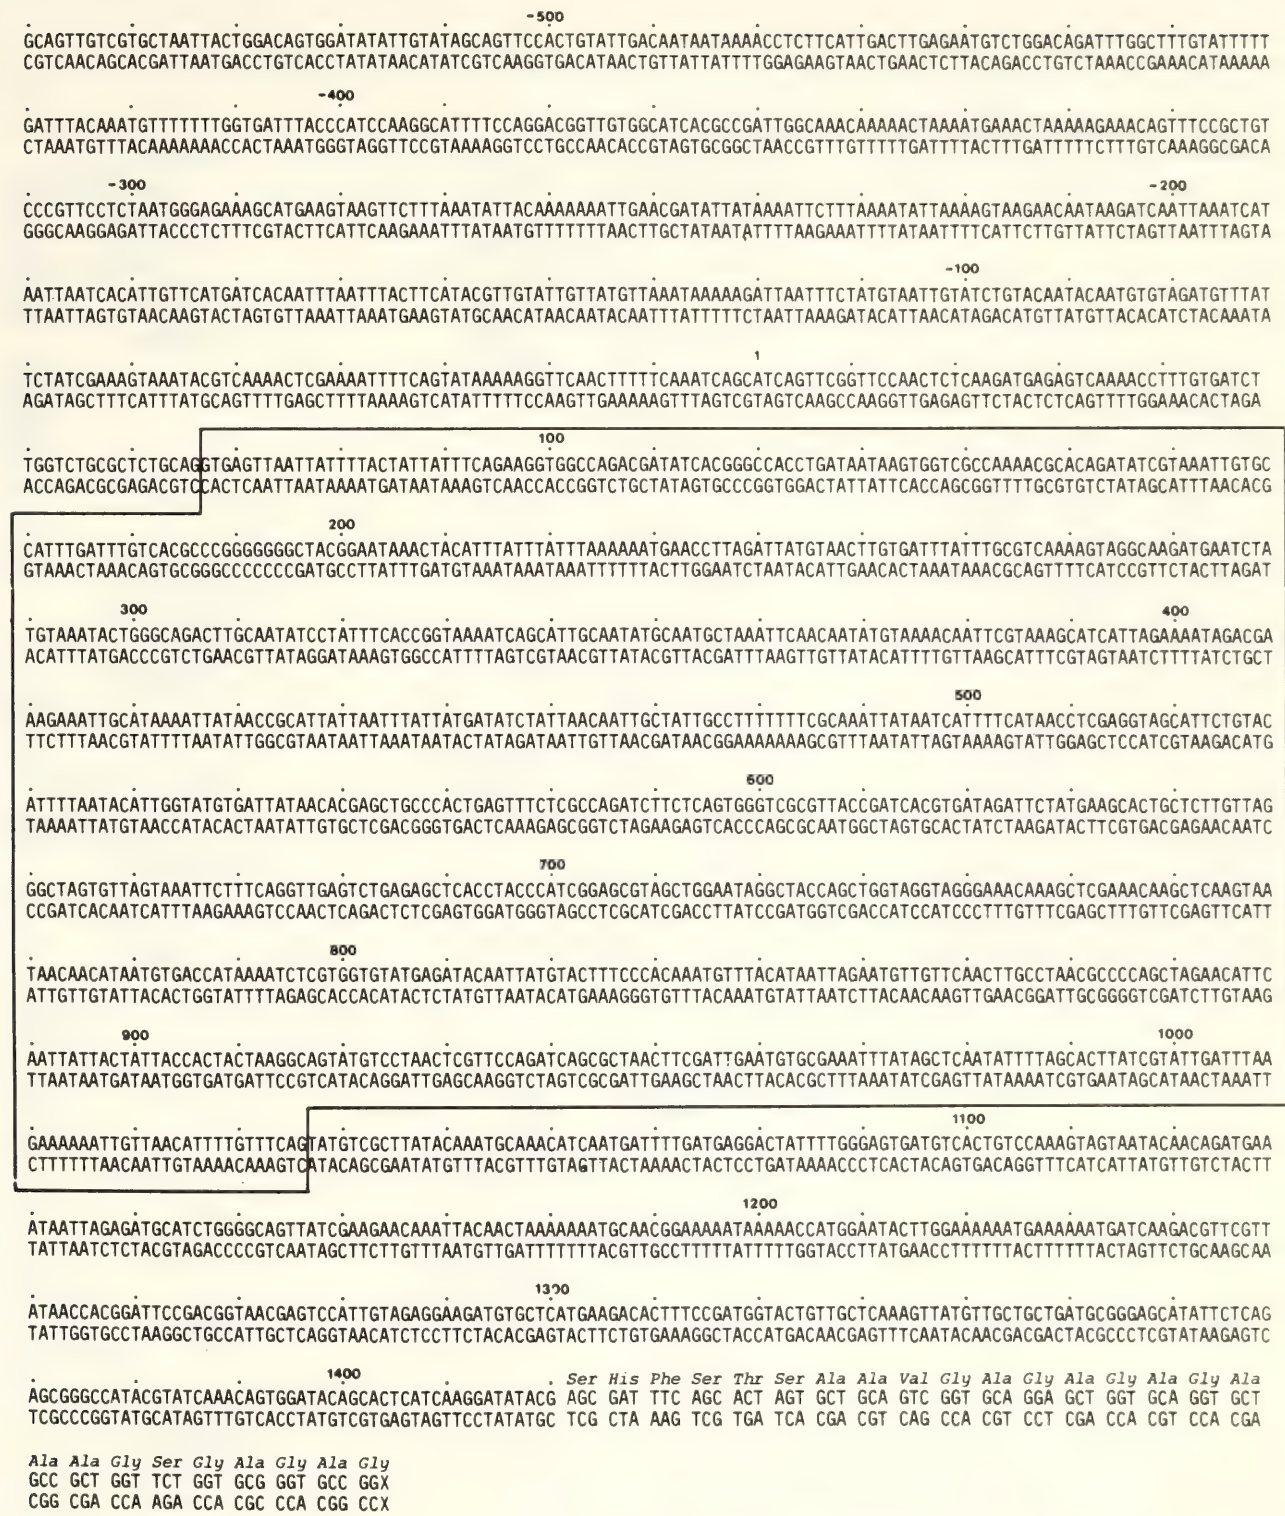 -500
GCAGTTGTCGTGCTAATTACTGGACAGTGGATATATTGTATAGCAGTTCCACTGTATTGACAATAATAAAACCTCTTCATTGACTTGAGAATGTCTGGACAGATTTGGCTTTGTATTTTT
CGTCAACAGCACGATTAATGACCTGTCACCTATATAACATATCGTCAAGGTGACATAACTGTTATTATTTTGGAGAAGTAACTGAACTCTTACAGACCTGTCTAAACCGAAACATAAAAA
-400
GATTTACAAATGTTTTTTTGGTGATTTACCCATCCAAGGCATTTTCCAGGACGGTTGTGGCATCACGCCGATTGGCAAACAAAAACTAAAATGAAACTAAAAAGAAACAGTTTCCGCTGT
CTAAATGTTTACAAAAAAACCACTAAATGGGTAGGTTCCGTAAAAGGTCCTGCCAACACCGTAGTGCGGCTAACCGTTTGTTTTTGATTTTACTTTGATTTTTCTTTGTCAAAGGCGACA
-300
-200
CCCGTTCCTCTAATGGGAGAAAGCATGAAGTAAGTTCTTTAAATATTACAAAAAAATTGAACGATATTATAAAATTCTTTAAAATATTAAAAGTAAGAACAATAAGATCAATTAAATCAT
GGGCAAGGAGATTACCCTCTTTCGTACTTCATTCAAGAAATTTATAATGTTTTTTTAACTTGCTATAATATTTTAAGAAATTTTATAATTTTCATTCTTGTTATTCTAGTTAATTTAGTA
-100
AATTAATCACATTGTTCATGATCACAATTTAATTTACTTCATACGTTGTATTGTTATGTTAAATAAAAAGATTAATTTCTATGTAATTGTATCTGTACAATACAATGTGTAGATGTTTAT
TTAATTAGTGTAACAAGTACTAGTGTTAAATTAAATGAAGTATGCAACATAACAATACAATTTATTTTTCTAATTAAAGATACATTAACATAGACATGTTATGTTACACATCTACAAATA
1
TCTATCGAAAGTAAATACGTCAAAACTCGAAAATTTTCAGTATAAAAAGGTTCAACTTTTTCAAATCAGCATCAGTTCGGTTCCAACTCTCAAGATGAGAGTCAAAACCTTTGTGATCT
AGATAGCTTTCATTTATGCAGTTTTGAGCTTTTAAAAGTCATATTTTTCCAAGTTGAAAAAGTTTAGTCGTAGTCAAGCCAAGGTTGAGAGTTCTACTCTCAGTTTTGGAAACACTAGA
100
TGGTCTGCGCTCTGCAGGTGAGTTAATTATTTTACTATTATTTCAGAAGGTGGCCAGACGATATCACGGGCCACCTGATAATAAGTGGTCGCCAAAACGCACAGATATCGTAAATTGTGC
ACCAGACGCGAGACGTCCACTCAATTAATAAAATGATAATAAAGTCAACCACCGGTCTGCTATAGTGCCCGGTGGACTATTATTCACCAGCGGTTTTGCGTGTCTATAGCATTTAACACG
200
CATTTGATTTGTCACGCCCGGGGGGGCTACGGAATAAACTACATTTATTTATTTAAAAAATGAACCTTAGATTATGTAACTTGTGATTTATTTGCGTCAAAAGTAGGCAAGATGAATCTA
GTAAACTAAACAGTGCGGGCCCCCCCGATGCCTTATTTGATGTAAATAAATAAATTTTTTACTTGGAATCTAATACATTGAACACTAAATAAACGCAGTTTTCATCCGTTCTACTTAGAT
300
400
TGTAAATACTGGGCAGACTTGCAATATCCTATTTCACCGGTAAAATCAGCATTGCAATATGCAATGCTAAATTCAACAATATGTAAAACAATTCGTAAAGCATCATTAGAAAATAGACGA
ACATTTATGACCCGTCTGAACGTTATAGGATAAAGTGGCCATTTTAGTCGTAACGTTATACGTTACGATTTAAGTTGTTATACATTTTGTTAAGCATTTCGTAGTAATCTTTTATCTGCT
500
AAGAAATTGCATAAAATTATAACCGCATTATTAATTTATTATGATATCTATTAACAATTGCTATTGCCTTTTTTTCGCAAATTATAATCATTTTCATAACCTCGAGGTAGCATTCTGTAC
TTCTTTAACGTATTTTAATATTGGCGTAATAATTAAATAATACTATAGATAATTGTTAACGATAACGGAAAAAAAGCGTTTAATATTAGTAAAAGTATTGGAGCTCCATCGTAAGACATG
600
ATTTTAATACATTGGTATGTGATTATAACACGAGCTGCCCACTGAGTTTCTCGCCAGATCTTCTCAGTGGGTCGCGTTACCGATCACGTGATAGATTCTATGAAGCACTGCTCTTGTTAG
TAAAATTATGTAACCATACACTAATATTGTGCTCGACGGGTGACTCAAAGAGCGGTCTAGAAGAGTCACCCAGCGCAATGGCTAGTGCACTATCTAAGATACTTCGTGACGAGAACAATC
700
GGCTAGTGTTAGTAAATTCTTTCAGGTTGAGTCTGAGAGCTCACCTACCCATCGGAGCGTAGCTGGAATAGGCTACCAGCTGGTAGGTAGGGAAACAAAGCTCGAAACAAGCTCAAGTAA
CCGATCACAATCATTTAAGAAAGTCCAACTCAGACTCTCGAGTGGATGGGTAGCCTCGCATCGACCTTATCCGATGGTCGACCATCCATCCCTTTGTTTCGAGCTTTGTTCGAGTTCATT
800
TAACAACATAATGTGACCATAAAATCTCGTGGTGTATGAGATACAATTATGTACTTTCCCACAAATGTTTACATAATTAGAATGTTGTTCAACTTGCCTAACGCCCCAGCTAGAACATTC
ATTGTTGTATTACACTGGTATTTTAGAGCACCACATACTCTATGTTAATACATGAAAGGGTGTTTACAAATGTATTAATCTTACAACAAGTTGAACGGATTGCGGGGTCGATCTTGTAAG
900
1000
AATTATTACTATTACCACTACTAAGGCAGTATGTCCTAACTCGTTCCAGATCAGCGCTAACTTCGATTGAATGTGCGAAATTTATAGCTCAATATTTTAGCACTTATCGTATTGATTTAA
TTAATAATGATAATGGTGATGATTCCGTCATACAGGATTGAGCAAGGTCTAGTCGCGATTGAAGCTAACTTACACGCTTTAAATATCGAGTTATAAAATCGTGAATAGCATAACTAAATT
1100
GAAAAAATTGTTAACATTTTGTTTCAGTATGTCGCTTATACAAATGCAAACATCAATGATTTTGATGAGGACTATTTTGGGAGTGATGTCACTGTCCAAAGTAGTAATACAACAGATGAA
CTTTTTTAACAATTGTAAAACAAAGTCATACAGCGAATATGTTTACGTTTGTAGTTACTAAAACTACTCCTGATAAAACCCTCACTACAGTGACAGGTTTCATCATTATGTTGTCTACTT
1200
ATAATTAGAGATGCATCTGGGGCAGTTATCGAAGAACAAATTACAACTAAAAAAATGCAACGGAAAAATAAAAACCATGGAATACTTGGAAAAAATGAAAAAATGATCAAGACGTTCGTT
TATTAATCTCTACGTAGACCCCGTCAATAGCTTCTTGTTTAATGTTGATTTTTTTACGTTGCCTTTTTATTTTTGGTACCTTATGAACCTTTTTTACTTTTTTACTAGTTCTGCAAGCAA
1300
ATAACCACGGATTCCGACGGTAACGAGTCCATTGTAGAGGAAGATGTGCTCATGAAGACACTTTCCGATGGTACTGTTGCTCAAAGTTATGTTGCTGCTGATGCGGGAGCATATTCTCAG
TATTGGTGCCTAAGGCTGCCATTGCTCAGGTAACATCTCCTTCTACACGAGTACTTCTGTGAAAGGCTACCATGACAACGAGTTTCAATACAACGACGACTACGCCCTCGTATAAGAGTC
1400
Ser His Phe Ser Thr Ser Ala Ala Val Gly Ala Gly Ala Gly Ala Gly Ala
AGCGGGCCATACGTATCAAACAGTGGATACAGCACTCATCAAGGATATACG AGC GAT TTC AGC ACT AGT GCT GCA GTC GGT GCA GGA GCT GGT GCA GGT GCT
TCGCCCGGTATGCATAGTTTGTCACCTATGTCGTGAGTAGTTCCTATATGC TCG CTA AAG TCG TGA TCA CGA CGT CAG CCA CGT CCT CGA CCA CGT CCA CGA
Ala Ala Gly Ser Gly Ala Gly Ala Gly
GCC GCT GGT TCT GGT GCG GGT GCC GGX
CGG CGA CCA AGA CCA CGC CCA CGG CCX